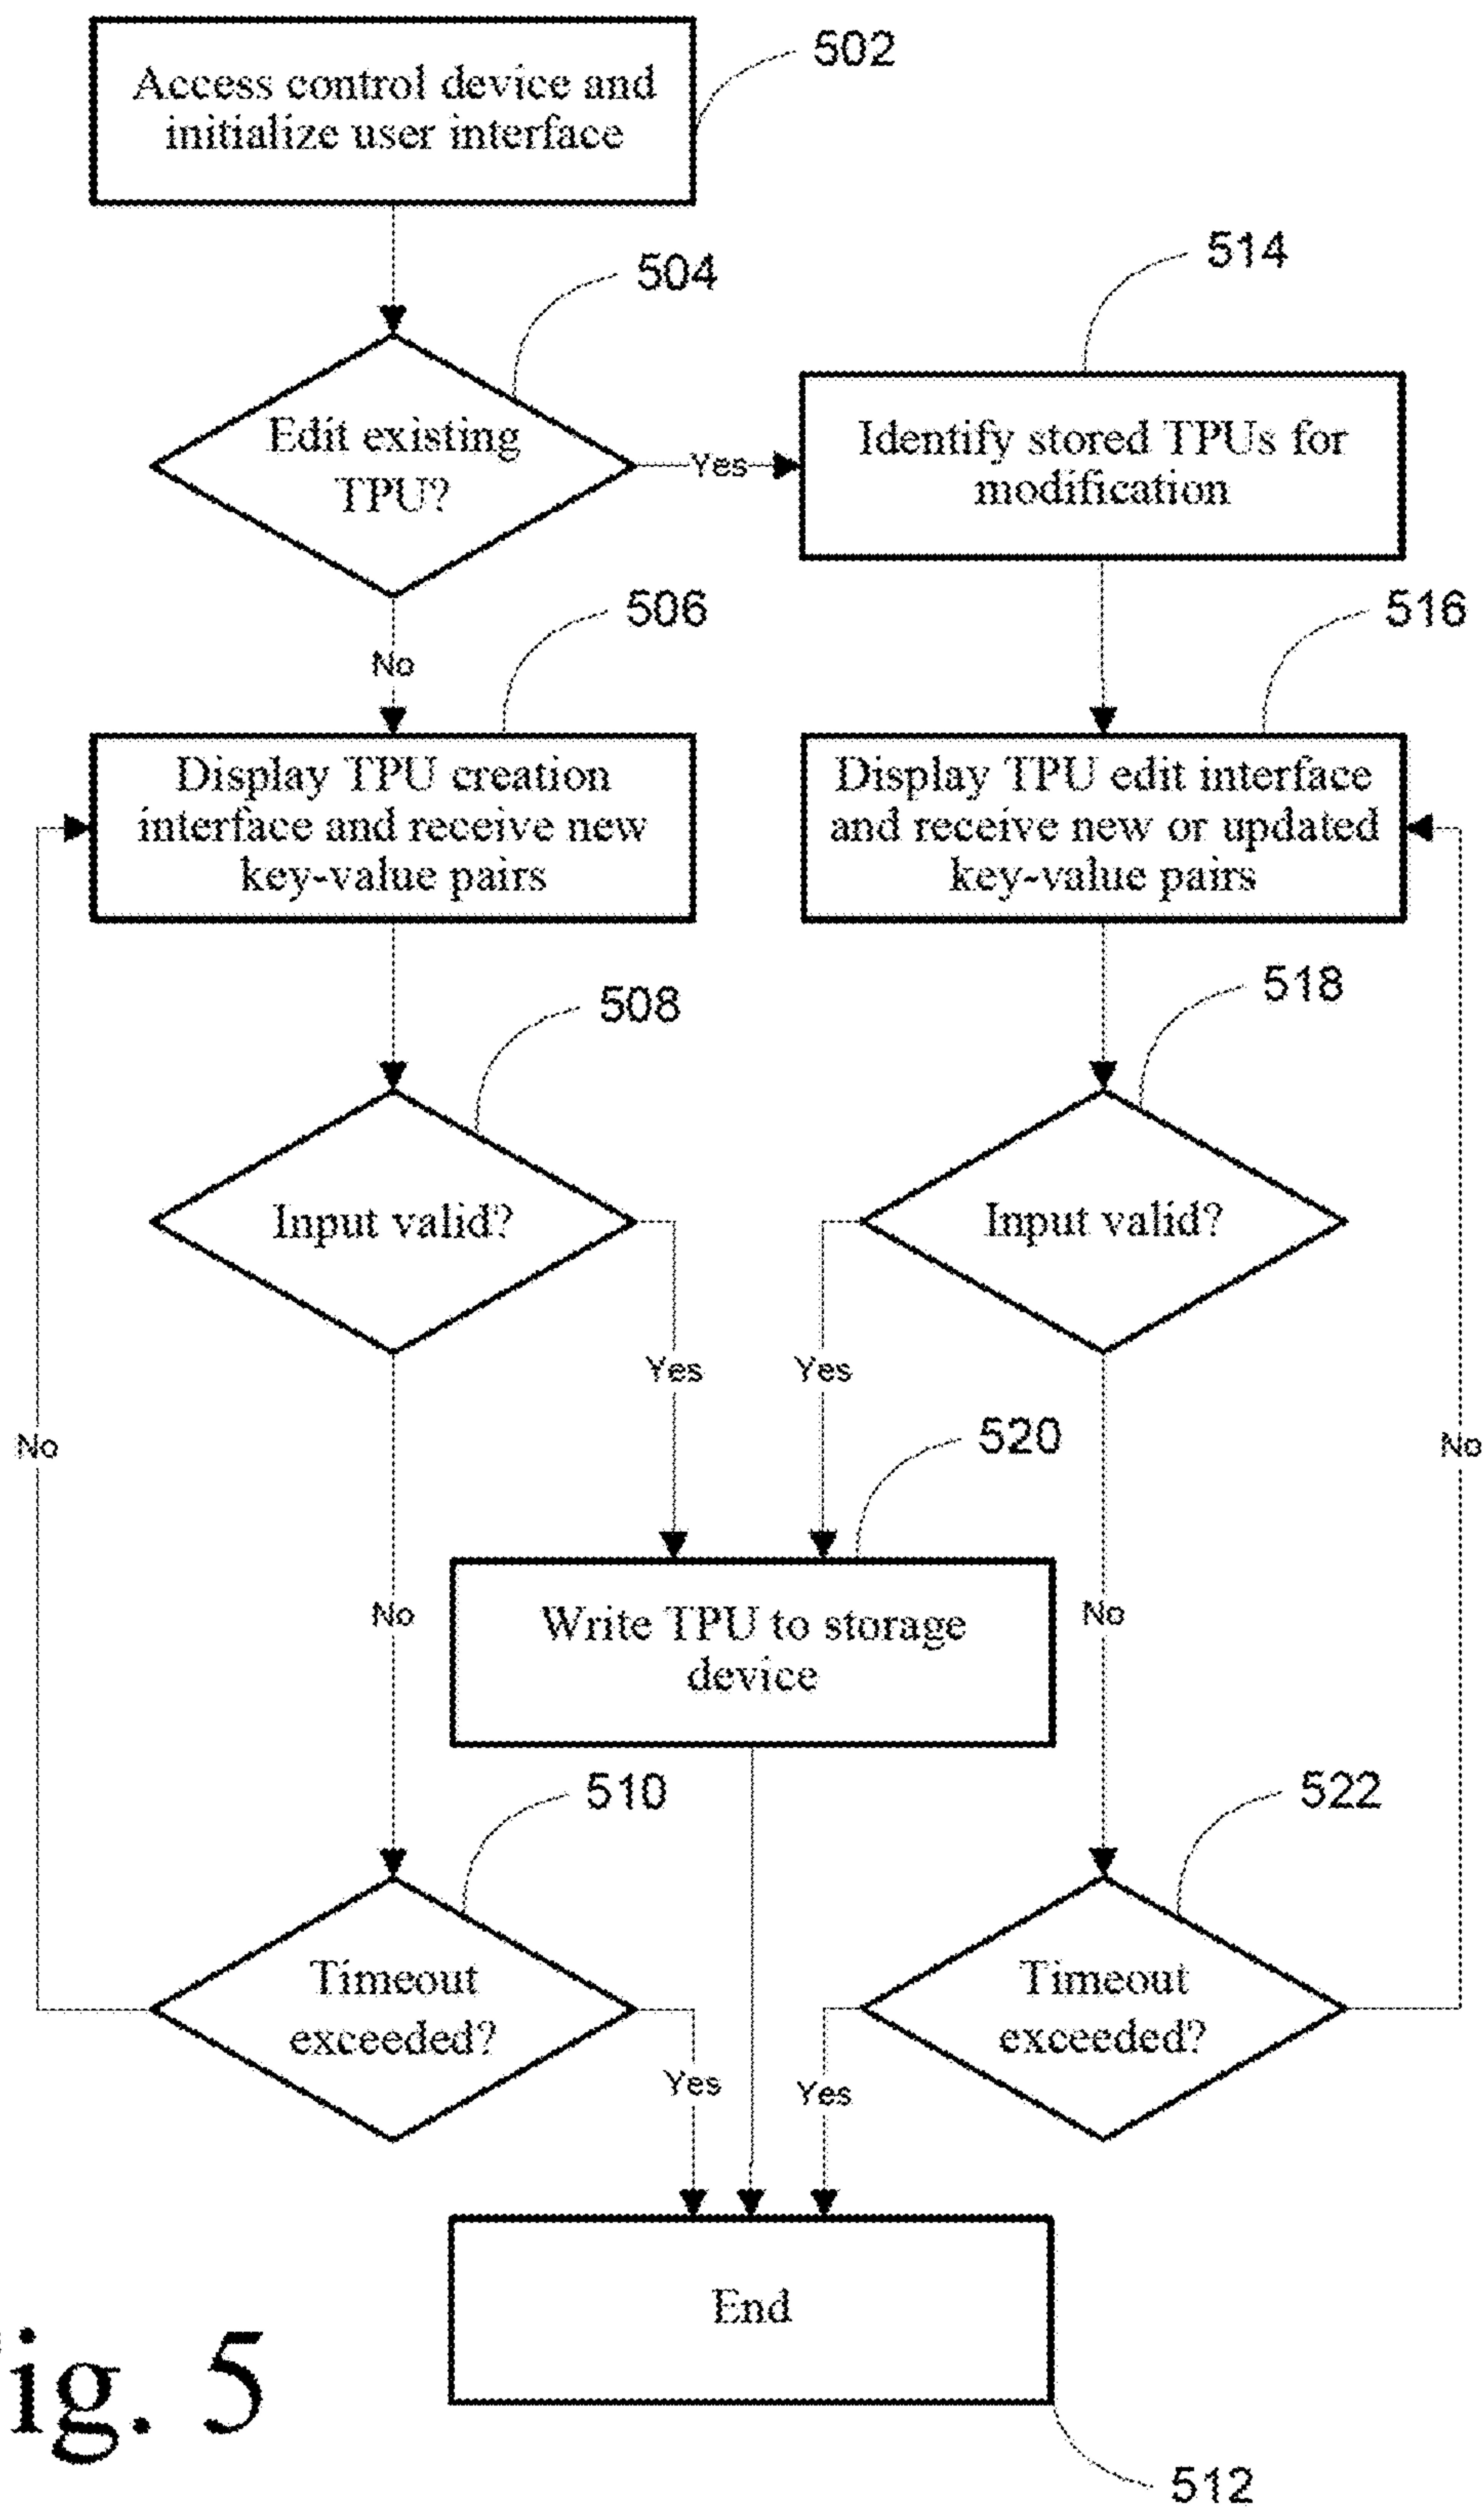 502
Access control device and
initialize user interface
504
514
Edit existing
TPU?
Yes
Identify stored TPUs for
modification
No
506
516
Display TPU creation
interface and receive new
key-value pairs
Display TPU edit interface
and receive new or updated
key-value pairs
508
518
Input valid?
Input valid?
Yes
Yes
No
No
520
No
No
Write TPU to storage
device
510
522
Timeout
exceeded?
Timeout
exceeded?
Yes
Yes
End
ig. 5
512